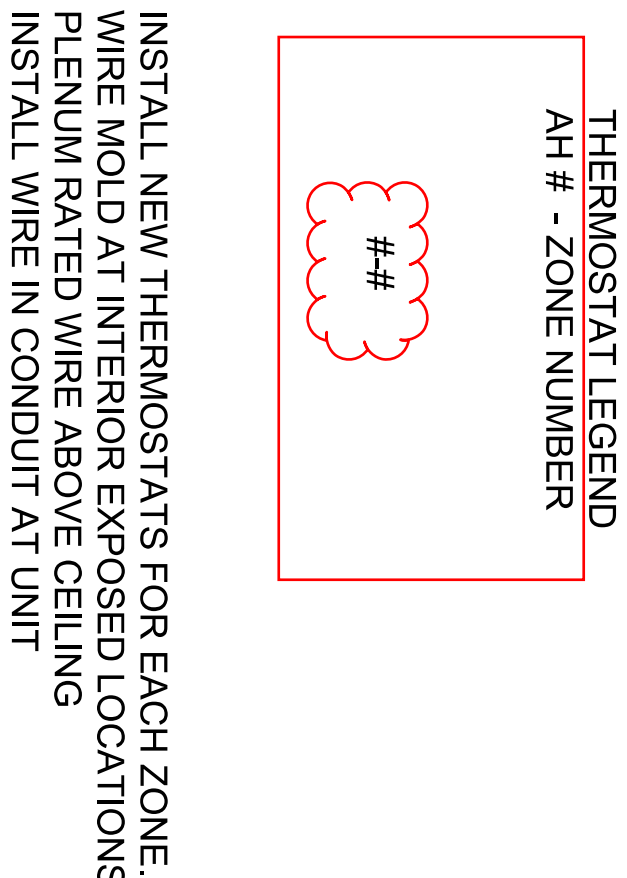 THERMOSTAT LEGEND
AH # - ZONE NUMBER
#-#
INSTALL NEW THERMOSTATS FOR EACH ZONE.
WIRE MOLD AT INTERIOR EXPOSED LOCATIONS
PLENUM RATED WIRE ABOVE CEILING
INSTALL WIRE IN CONDUIT AT UNIT